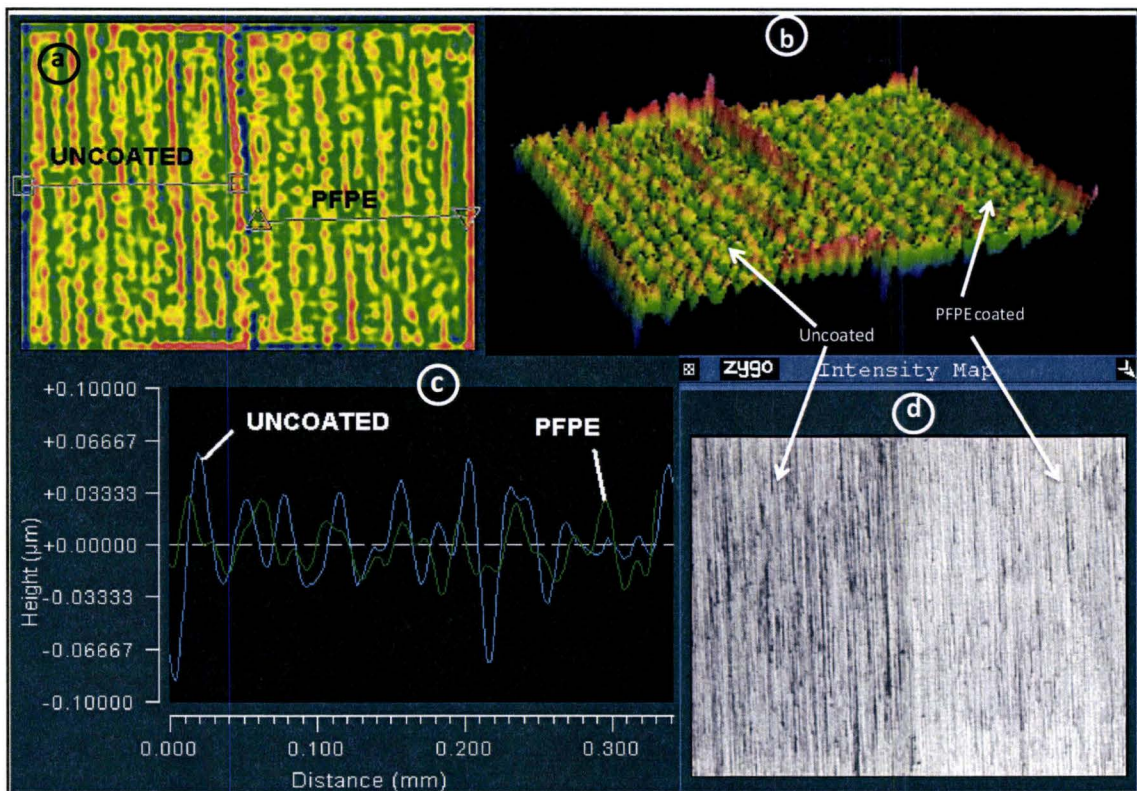 a
UNCOATED
PFPE
b
Uncoated
PFPE coated
c
+0.10000
+0.06667
+0.03333
+0.00000
-0.03333
-0.06667
-0.10000
Height (µm)
UNCOATED
PFPE
0.000 0.100 0.200 0.300
Distance (mm)
zygo Intensity Map
d